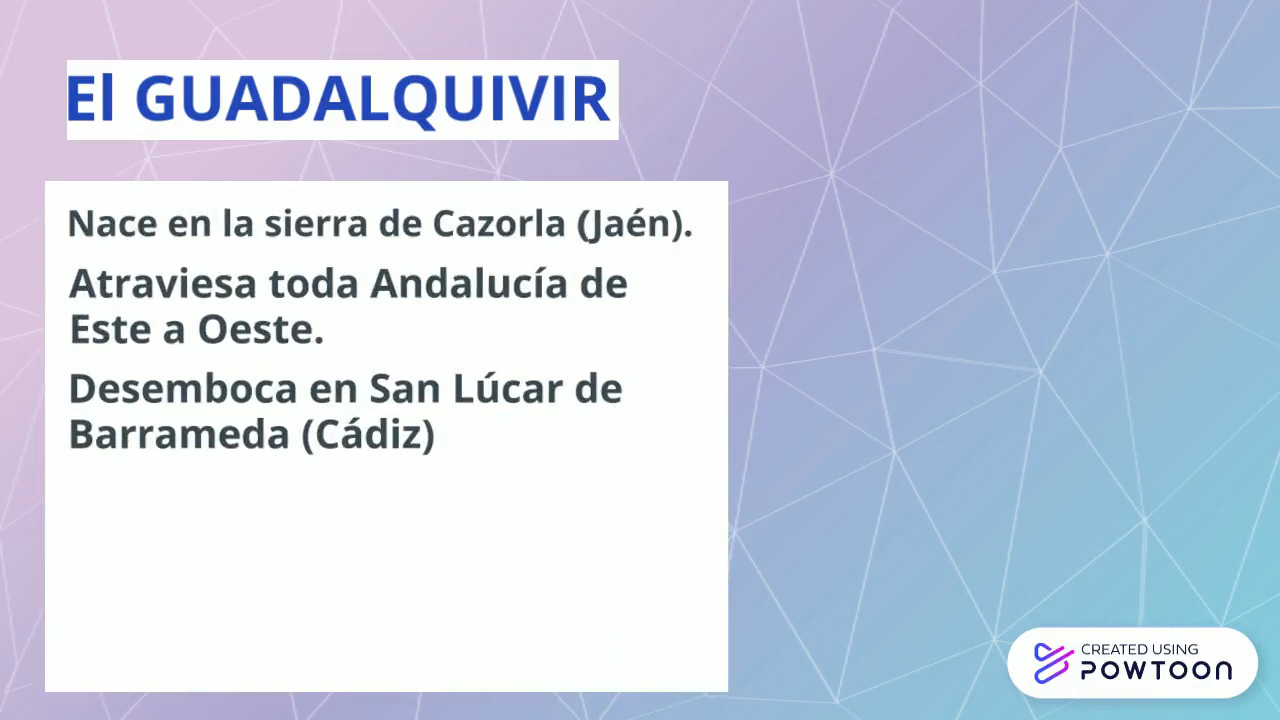 El GUADALQUIVIR
Nace en la sierra de Cazorla (Jaén).
Atraviesa toda Andalucía de
Este a Oeste.
Desemboca en San Lúcar de
Barrameda (Cádiz)
CREATED USING
POWTOON